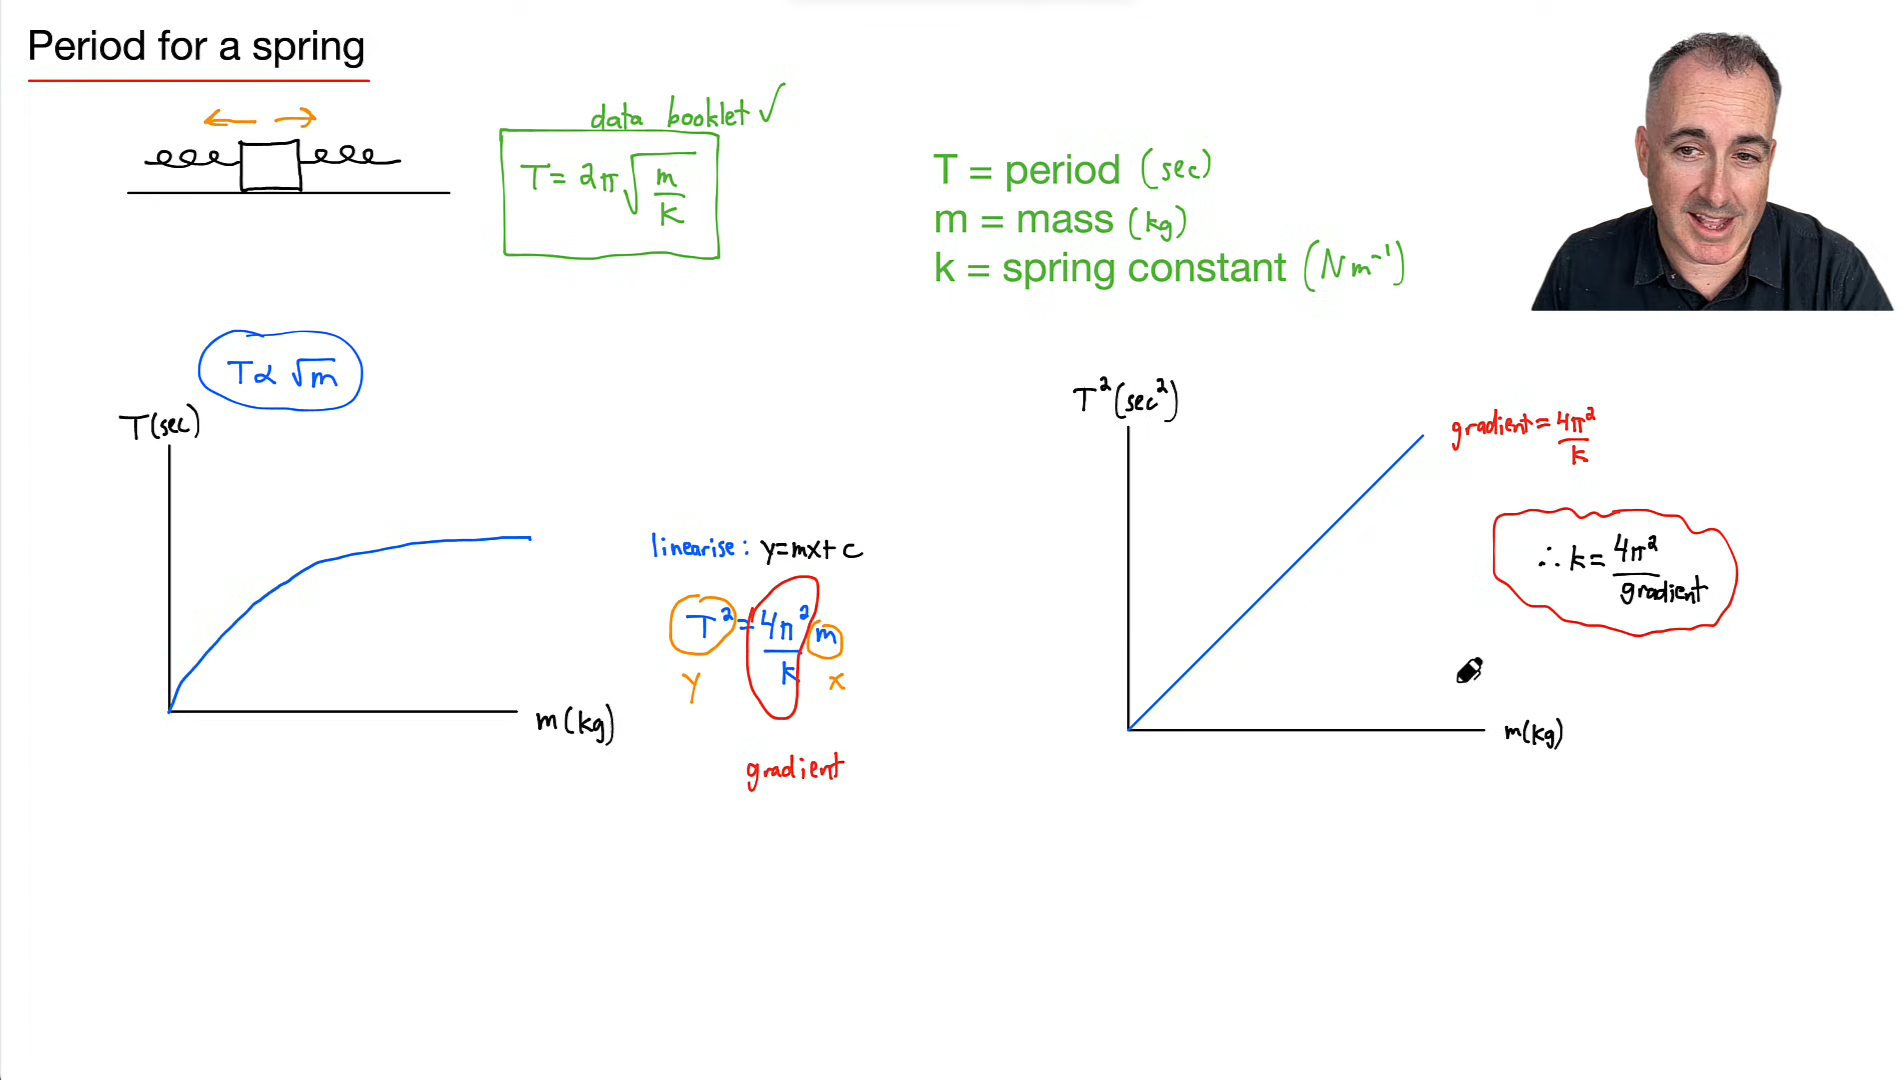 Period for a spring
data booklet ✓
T = 2π√(m/k)
T = period (sec)
m = mass (kg)
k = spring constant (Nm⁻¹)
T ∝ √m
T(sec)
m(kg)
linearise: y=mx+c
T² = 4π²/k m
y x
gradient
T²(sec²)
gradient = 4π²/k
∴ k = 4π²/gradient
m(kg)